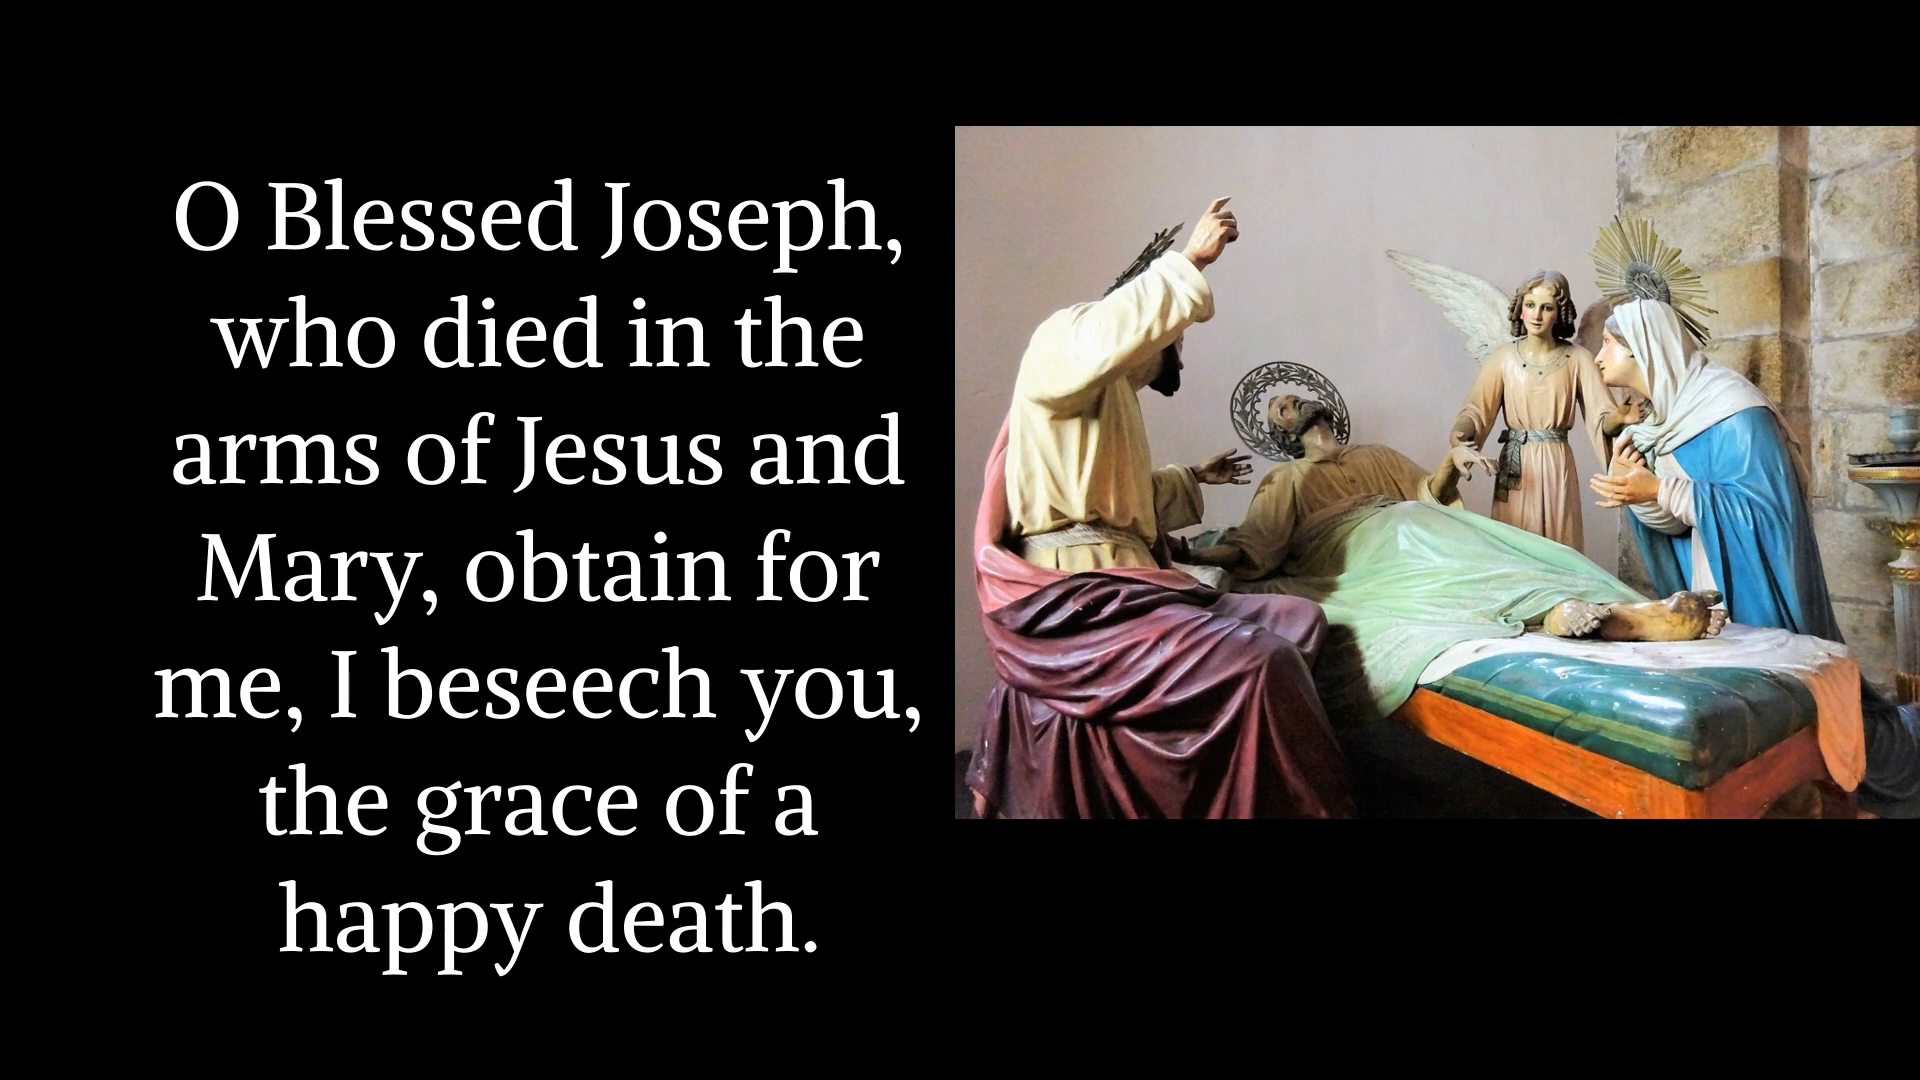 O Blessed Joseph,
who died in the
arms of Jesus and
Mary, obtain for
me, I beseech you,
the grace of a
happy death.